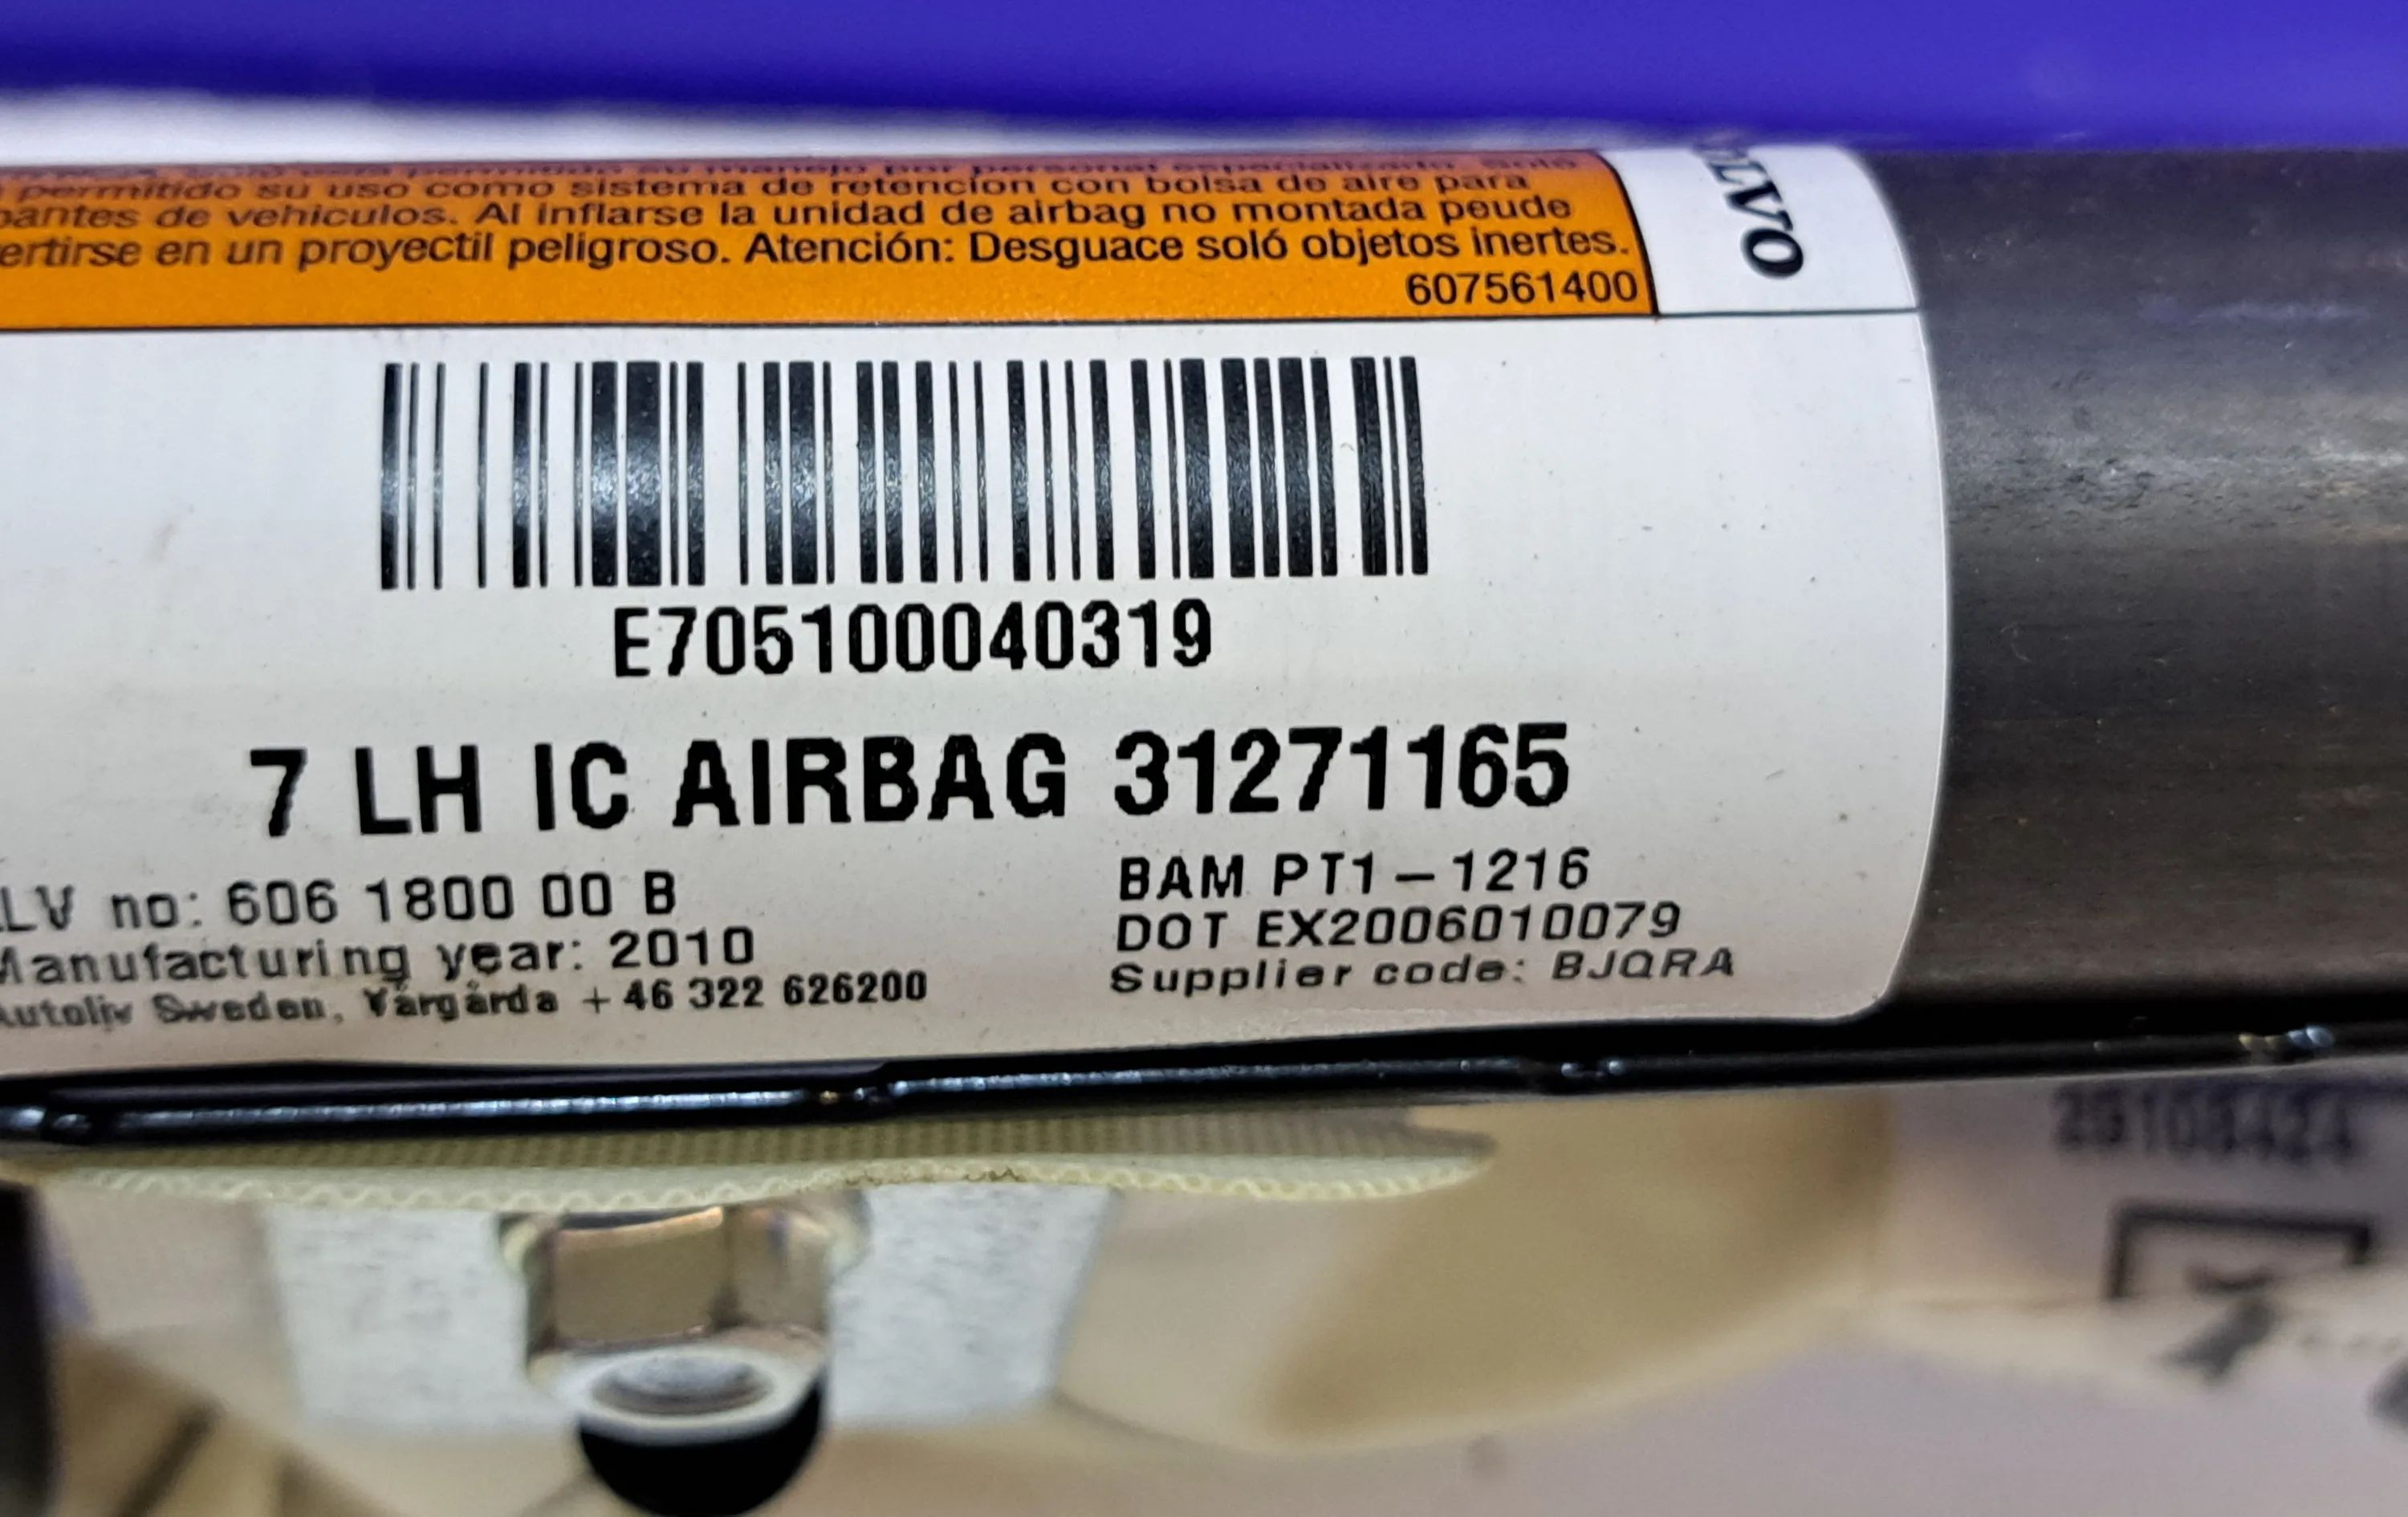 permitido su uso como sistema de retención con bolsa de aire para
pantes de vehículos. Al inflarse la unidad de airbag no montada peude
ertirse en un proyectil peligroso. Atención: Desguace soló objetos inertes.
607561400
LVO
E705100040319
7 LH IC AIRBAG 31271165
LV no: 606 1800 00 B
Manufacturing year: 2010
Autoliv Sweden, Vårgårda +46 322 626200
BAM PT1-1216
DOT EX2006010079
Supplier code: BJQRA